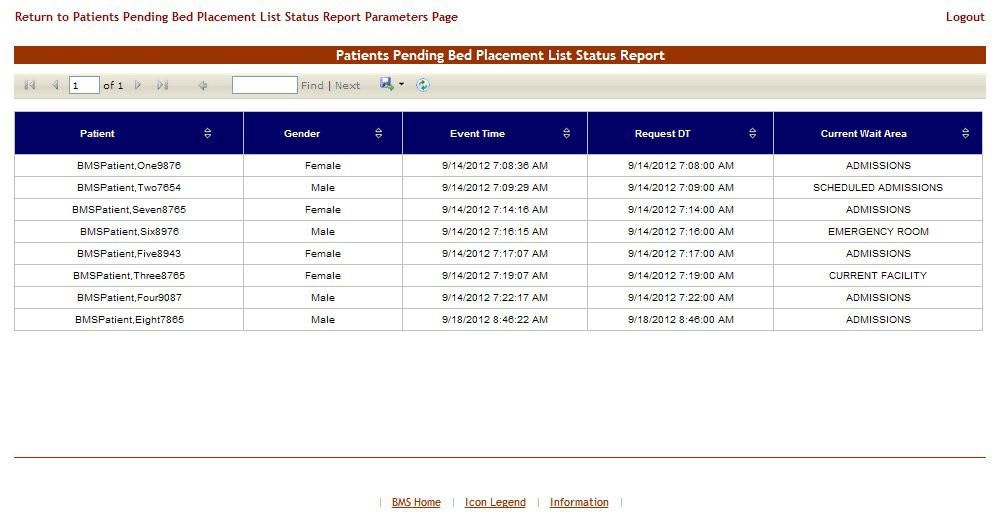 Return to Patients Pending Bed Placement List Status Report Parameters Page Logout
Patients Pending Bed Placement List Status Report
1 of 1 Find | Next
Patient Gender Event Time Request DT Current Wait Area
BMSPatient,One9876 Female 9/14/2012 7:08:36 AM 9/14/2012 7:08:00 AM ADMISSIONS
BMSPatient,Two7654 Male 9/14/2012 7:09:29 AM 9/14/2012 7:09:00 AM SCHEDULED ADMISSIONS
BMSPatient,Seven8765 Female 9/14/2012 7:14:16 AM 9/14/2012 7:14:00 AM ADMISSIONS
BMSPatient,Six8976 Male 9/14/2012 7:16:15 AM 9/14/2012 7:16:00 AM EMERGENCY ROOM
BMSPatient,Five8943 Female 9/14/2012 7:17:07 AM 9/14/2012 7:17:00 AM ADMISSIONS
BMSPatient,Three8765 Female 9/14/2012 7:19:07 AM 9/14/2012 7:19:00 AM CURRENT FACILITY
BMSPatient,Four9087 Male 9/14/2012 7:22:17 AM 9/14/2012 7:22:00 AM ADMISSIONS
BMSPatient,Eight7865 Male 9/18/2012 8:46:22 AM 9/18/2012 8:46:00 AM ADMISSIONS
| BMS Home | Icon Legend | Information |